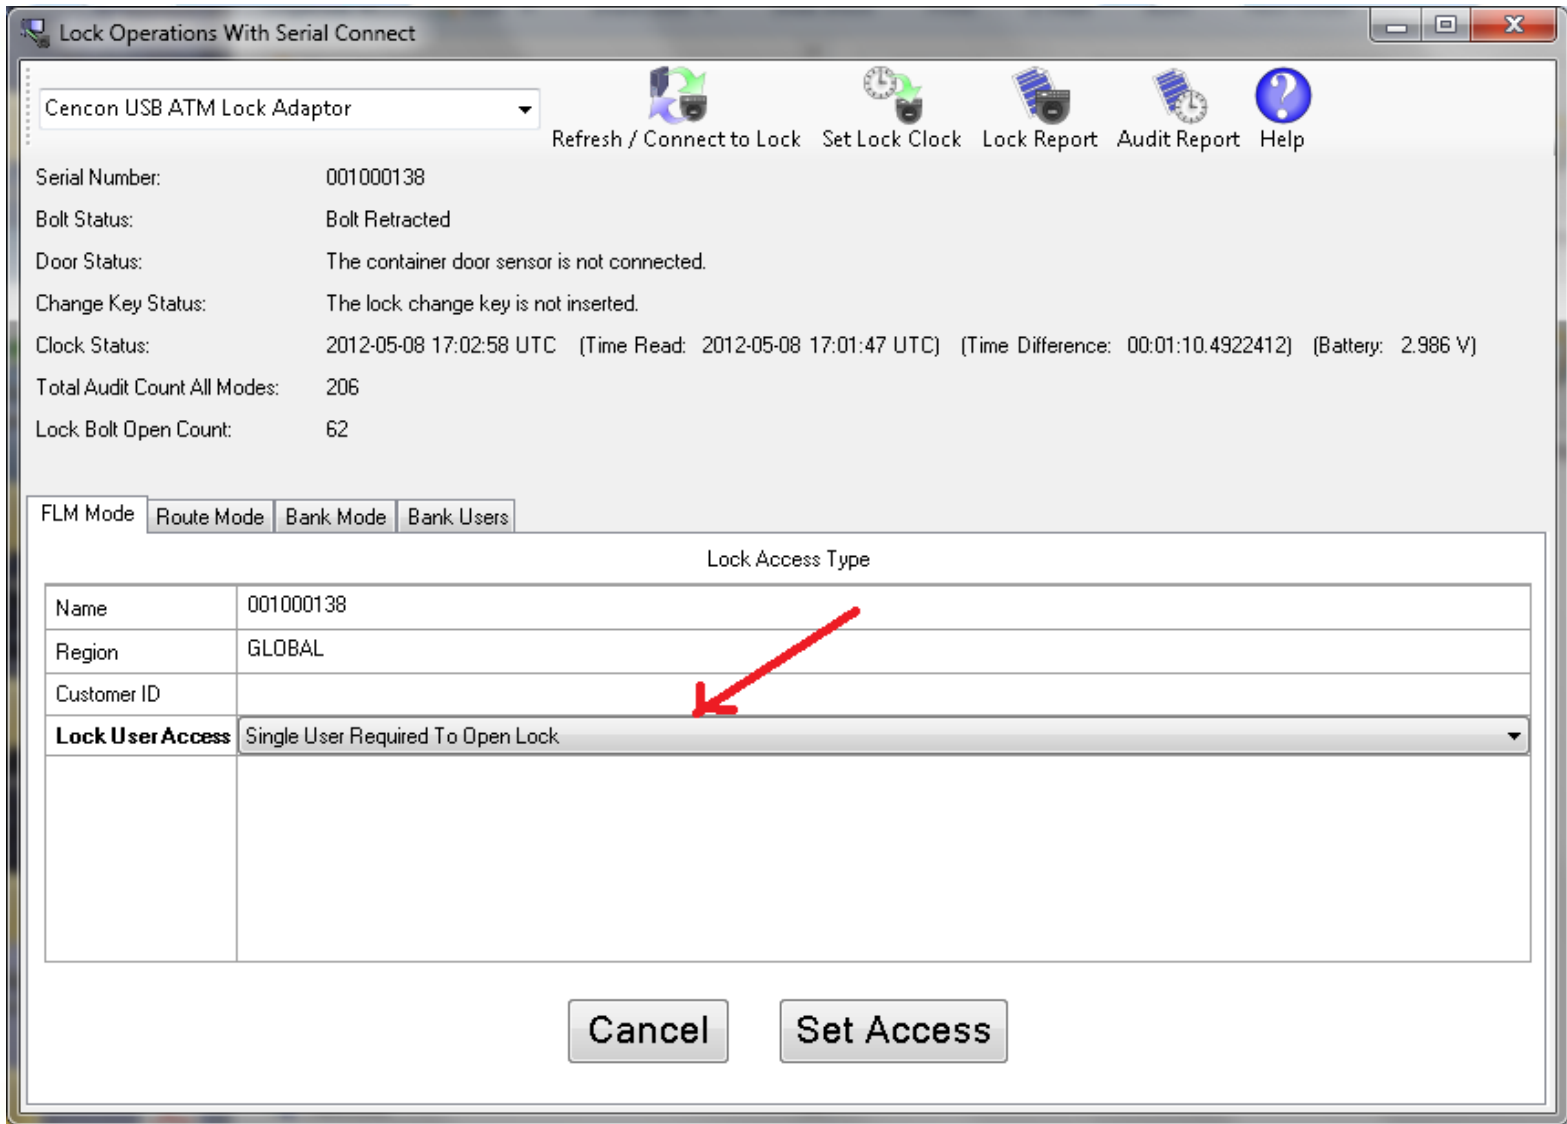 Lock Operations With Serial Connect
Cencon USB ATM Lock Adaptor
Refresh / Connect to Lock Set Lock Clock Lock Report Audit Report Help
Serial Number: 001000138
Bolt Status: Bolt Retracted
Door Status: The container door sensor is not connected.
Change Key Status: The lock change key is not inserted.
Clock Status: 2012-05-08 17:02:58 UTC (Time Read: 2012-05-08 17:01:47 UTC) (Time Difference: 00:01:10.4922412) (Battery: 2.986 V)
Total Audit Count All Modes: 206
Lock Bolt Open Count: 62
FLM Mode Route Mode Bank Mode Bank Users
Lock Access Type
Name 001000138
Region GLOBAL
Customer ID
Lock User Access Single User Required To Open Lock
Cancel Set Access